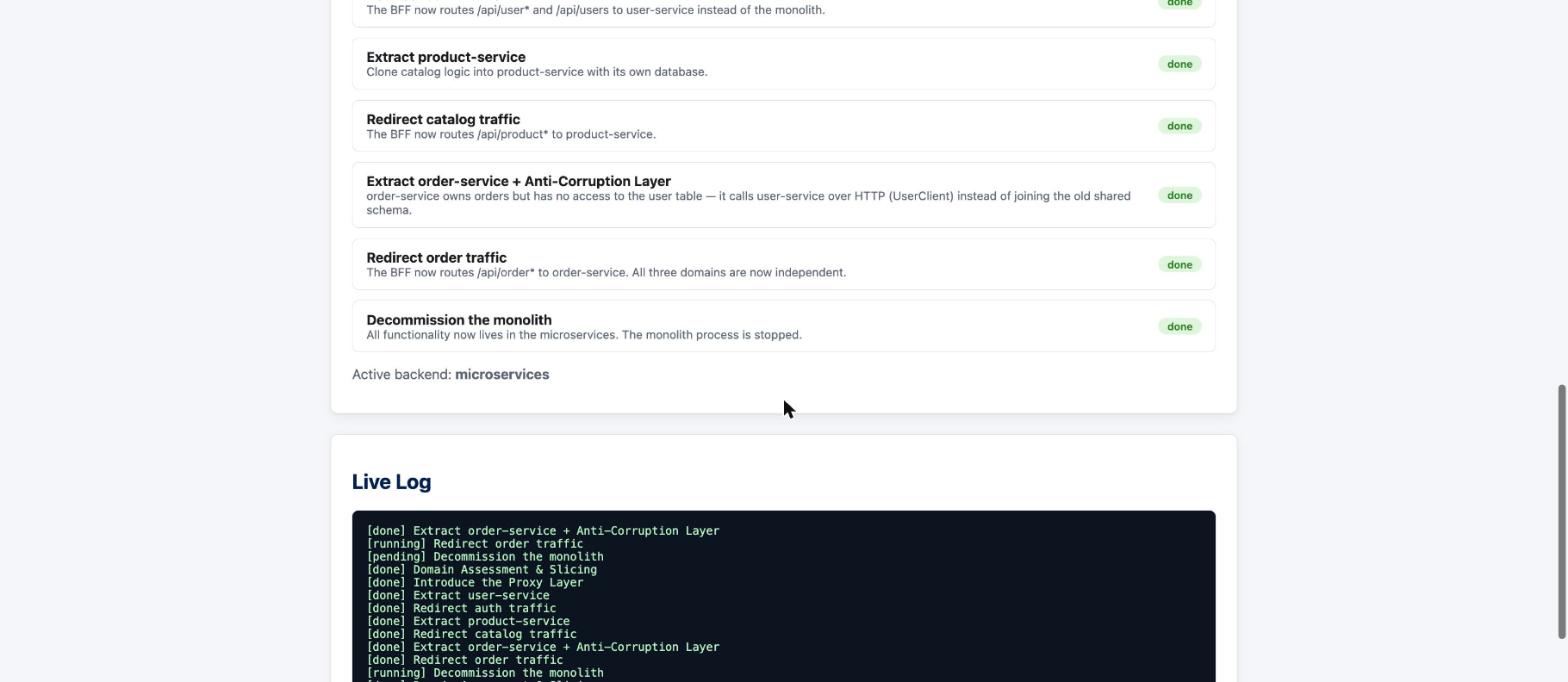 done
The BFF now routes /api/user* and /api/users to user-service instead of the monolith.
Extract product-service
Clone catalog logic into product-service with its own database.
done
Redirect catalog traffic
The BFF now routes /api/product* to product-service.
done
Extract order-service + Anti-Corruption Layer
order-service owns orders but has no access to the user table — it calls user-service over HTTP (UserClient) instead of joining the old shared
schema.
done
Redirect order traffic
The BFF now routes /api/order* to order-service. All three domains are now independent.
done
Decommission the monolith
All functionality now lives in the microservices. The monolith process is stopped.
done
Active backend: microservices
Live Log
[done] Extract order-service + Anti-Corruption Layer
[running] Redirect order traffic
[pending] Decommission the monolith
[done] Domain Assessment & Slicing
[done] Introduce the Proxy Layer
[done] Extract user-service
[done] Redirect auth traffic
[done] Extract product-service
[done] Redirect catalog traffic
[done] Extract order-service + Anti-Corruption Layer
[done] Redirect order traffic
[running] Decommission the monolith